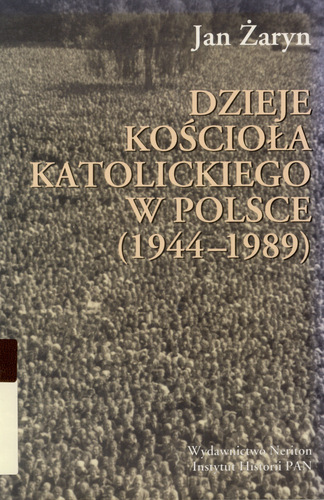 Jan Żaryn
DZIEJE
KOŚCIOŁA
KATOLICKIEGO
W POLSCE
(1944–1989)
Wydawnictwo Neriton
Instytut Historii PAN